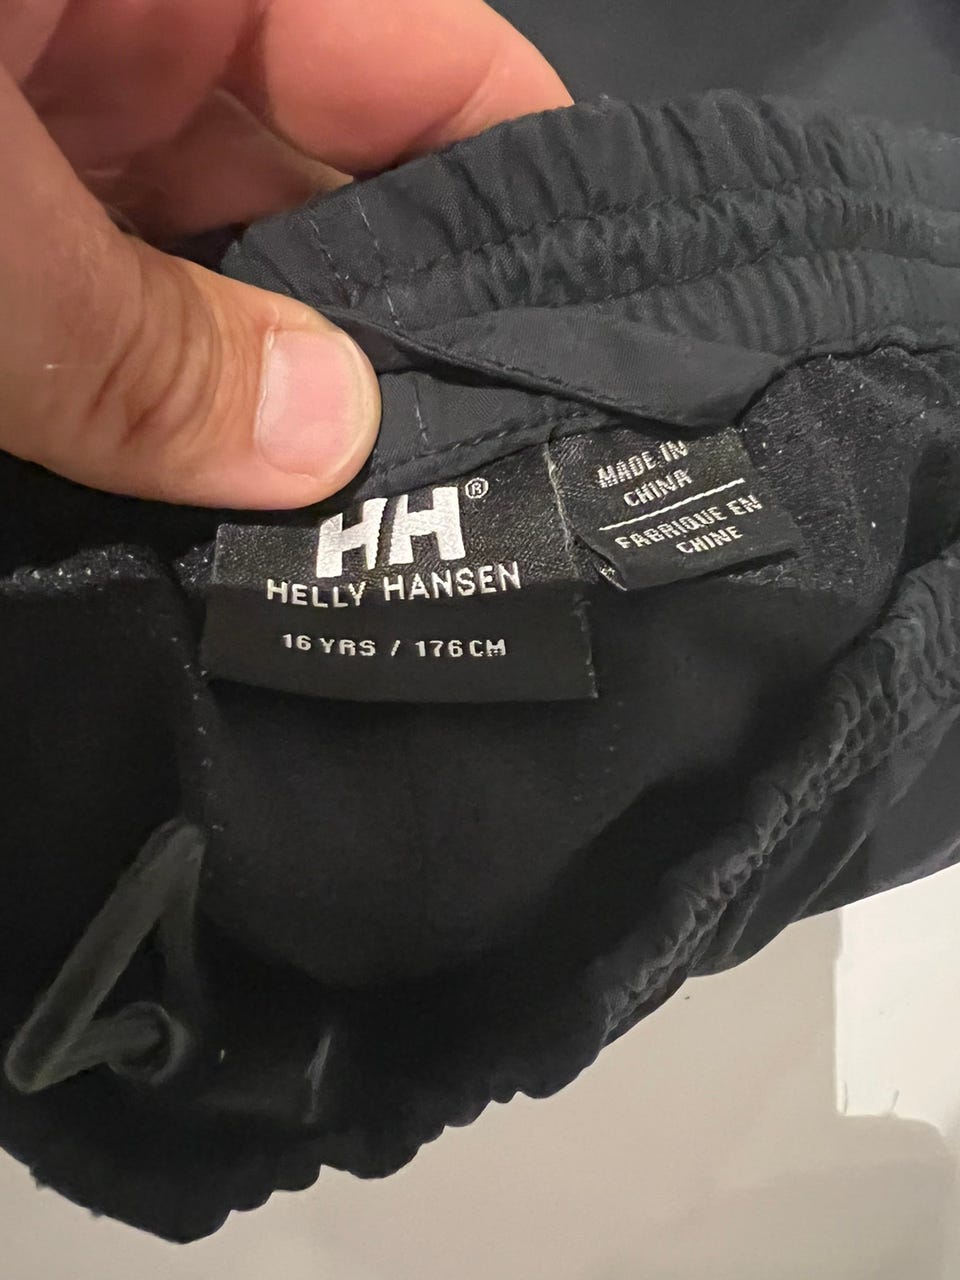 HH®
HELLY HANSEN
16 YRS / 176 CM
MADE IN
CHINA
FABRIQUE EN
CHINE